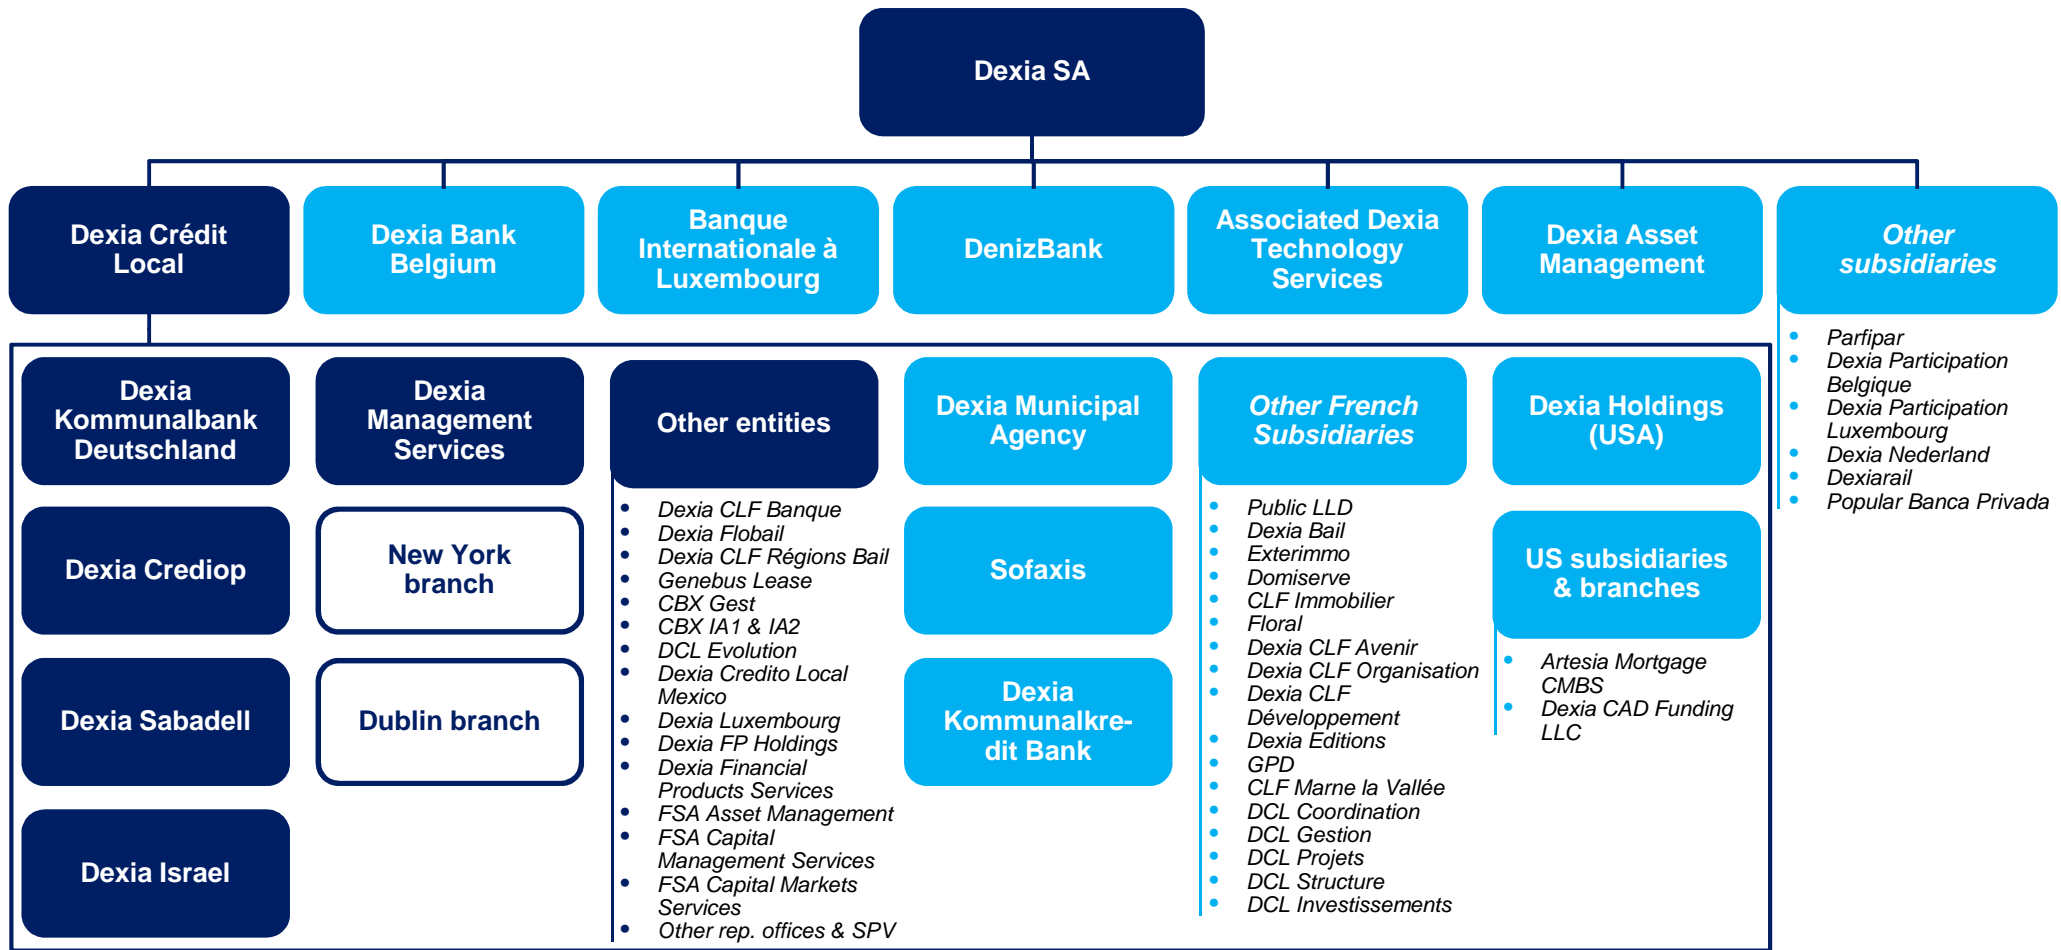 Dexia SA
Dexia Crédit
Local
Dexia Bank
Belgium
Banque
Internationale à
Luxembourg
DenizBank
Associated Dexia
Technology
Services
Dexia Asset
Management
Other
subsidiaries
• Parfipar
• Dexia Participation
Belgique
• Dexia Participation
Luxembourg
• Dexia Nederland
• Dexiarail
• Popular Banca Privada
Dexia
Kommunalbank
Deutschland
Dexia Crediop
Dexia Sabadell
Dexia Israel
Dexia
Management
Services
New York
branch
Dublin branch
Other entities
• Dexia CLF Banque
• Dexia Flobail
• Dexia CLF Régions Bail
• Genebus Lease
• CBX Gest
• CBX IA1 & IA2
• DCL Evolution
• Dexia Credito Local
Mexico
• Dexia Luxembourg
• Dexia FP Holdings
• Dexia Financial
Products Services
• FSA Asset Management
• FSA Capital
Management Services
• FSA Capital Markets
Services
• Other rep. offices & SPV
Dexia Municipal
Agency
Sofaxis
Dexia
Kommunalkre-
dit Bank
Other French
Subsidiaries
• Public LLD
• Dexia Bail
• Exterimmo
• Domiserve
• CLF Immobilier
• Floral
• Dexia CLF Avenir
• Dexia CLF Organisation
• Dexia CLF
Développement
• Dexia Editions
• GPD
• CLF Marne la Vallée
• DCL Coordination
• DCL Gestion
• DCL Projets
• DCL Structure
• DCL Investissements
Dexia Holdings
(USA)
US subsidiaries
& branches
• Artesia Mortgage
CMBS
• Dexia CAD Funding
LLC